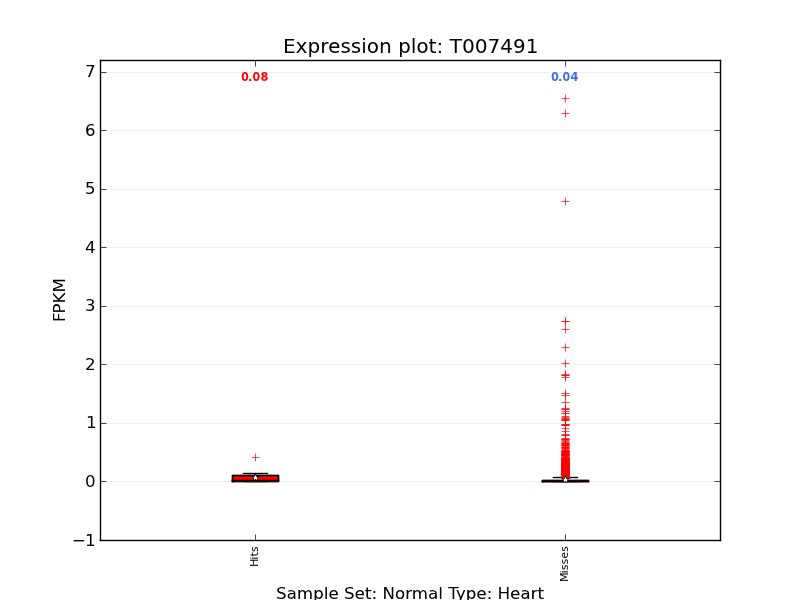 Expression plot: T007491
0.08
0.04
7
6
5
4
3
2
1
0
−1
FPKM
Hits
Misses
Sample Set: Normal Type: Heart